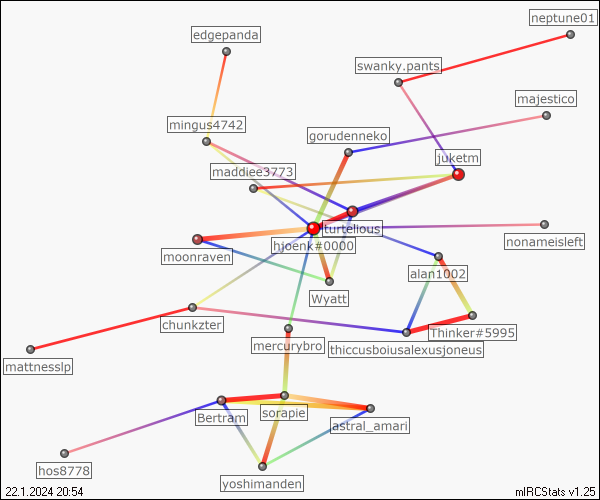 neptune01
edgepanda
swanky.pants
majestico
mingus4742
gorudenneko
juketm
maddiee3773
turtelious
hjoenk#0000
nonameisleft
moonraven
alan1002
Wyatt
chunkzter
Thinker#5995
mercurybro
thiccusboiusalexusjoneus
mattnesslp
sorapie
Bertram
astral_amari
hos8778
yoshimanden
22.1.2024 20:54
mIRCStats v1.25